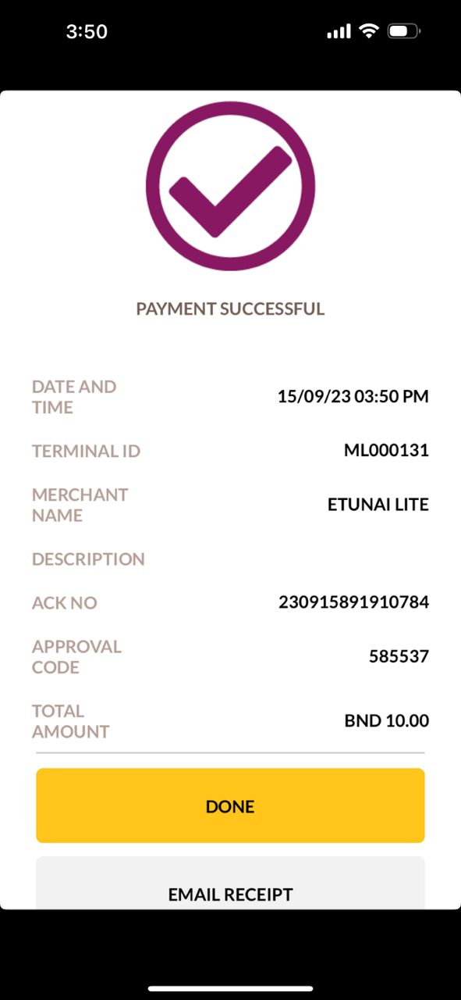 3:50
PAYMENT SUCCESSFUL
DATE AND
TIME
15/09/23 03:50 PM
TERMINAL ID
ML000131
MERCHANT
NAME
ETUNAI LITE
DESCRIPTION
ACK NO
230915891910784
APPROVAL
CODE
585537
TOTAL
AMOUNT
BND 10.00
DONE
EMAIL RECEIPT